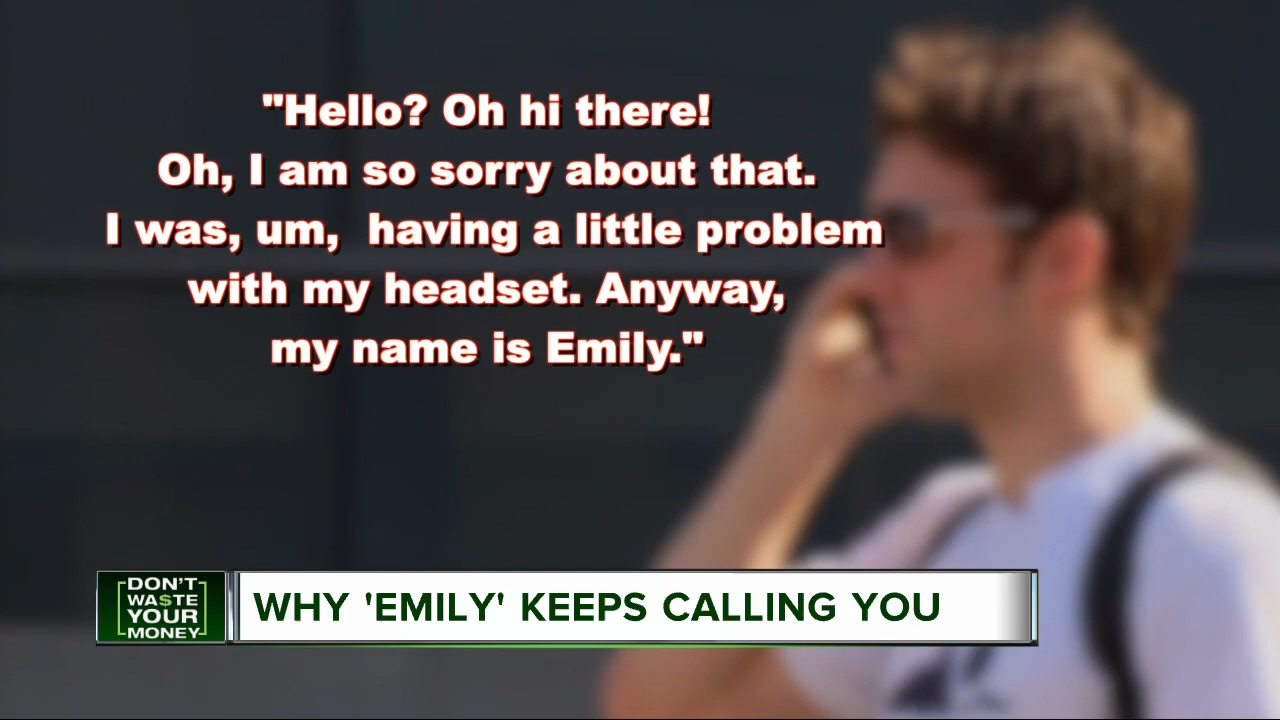 "Hello? Oh hi there!
Oh, I am so sorry about that.
I was, um,  having a little problem
with my headset. Anyway,
my name is Emily."
DON'T
WA$TE
YOUR
MONEY
WHY 'EMILY' KEEPS CALLING YOU